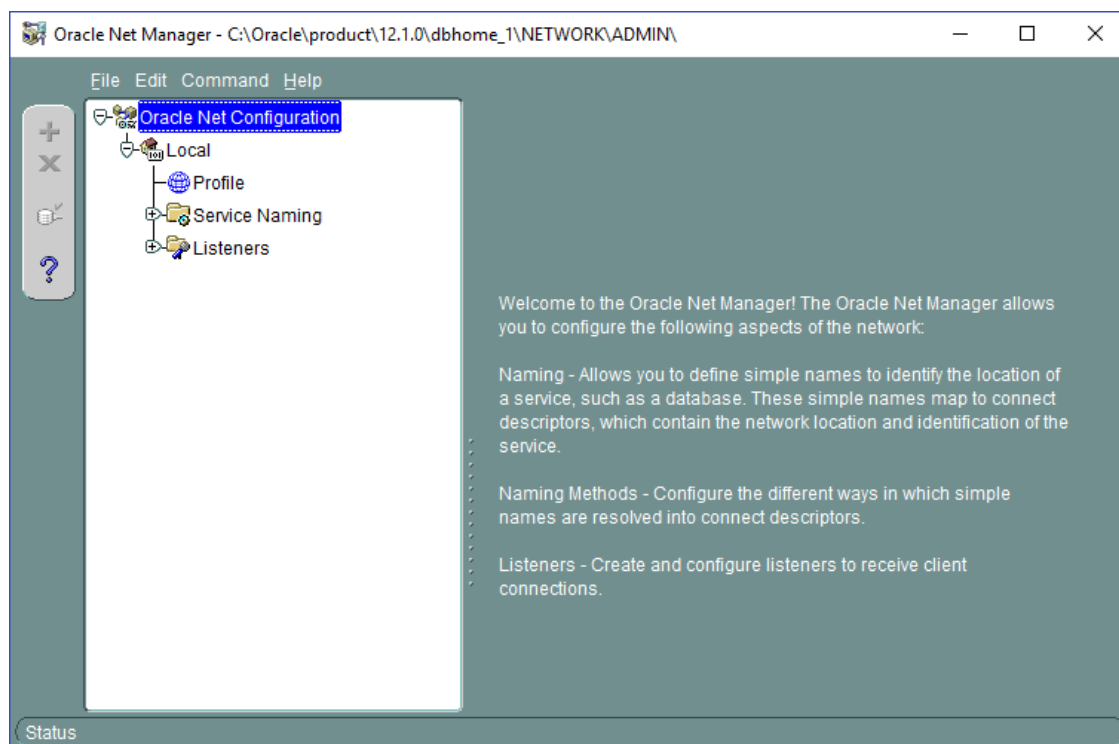 Oracle Net Manager - C:\Oracle\product\12.1.0\dbhome_1\NETWORK\ADMIN\
File Edit Command Help
Oracle Net Configuration
Local
Profile
Service Naming
Listeners
Welcome to the Oracle Net Manager! The Oracle Net Manager allows
you to configure the following aspects of the network:
Naming - Allows you to define simple names to identify the location of
a service, such as a database. These simple names map to connect
descriptors, which contain the network location and identification of the
service.
Naming Methods - Configure the different ways in which simple
names are resolved into connect descriptors.
Listeners - Create and configure listeners to receive client
connections.
Status